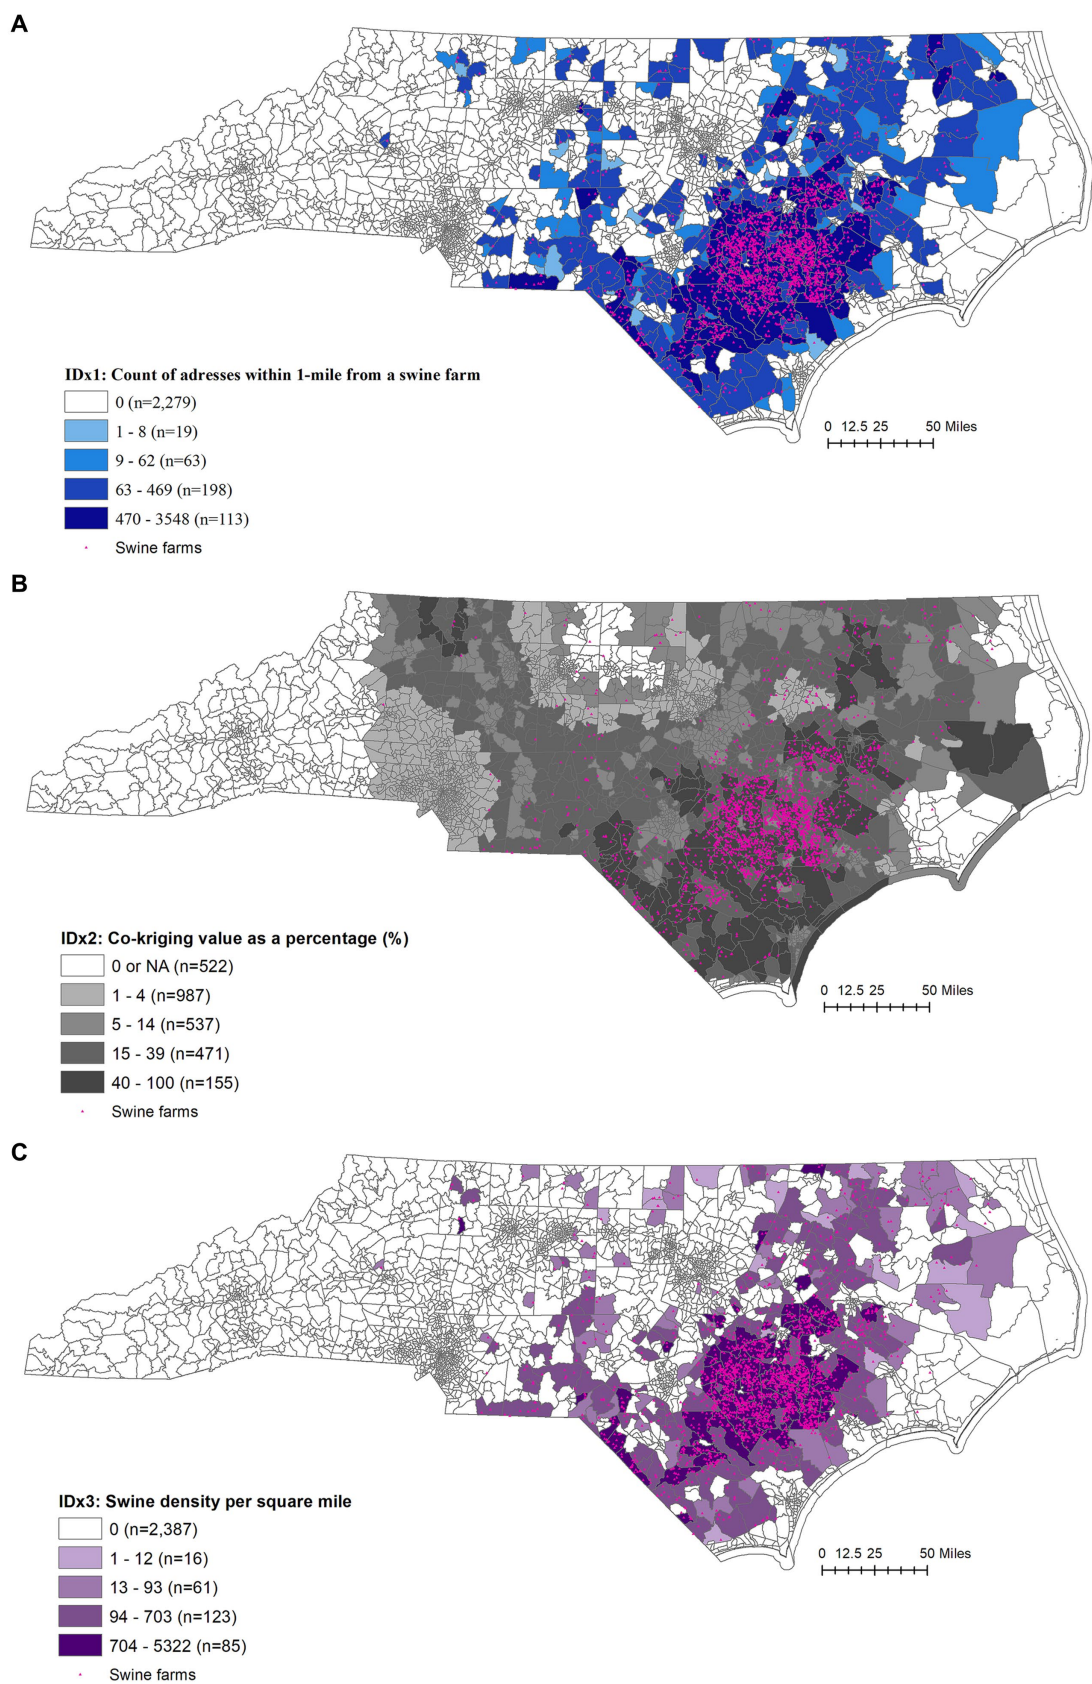 A
IDx1: Count of adresses within 1-mile from a swine farm
0 (n=2,279)
1 - 8 (n=19)
9 - 62 (n=63)
63 - 469 (n=198)
470 - 3548 (n=113)
Swine farms
0 12.5 25 50 Miles
B
IDx2: Co-kriging value as a percentage (%)
0 or NA (n=522)
1 - 4 (n=987)
5 - 14 (n=537)
15 - 39 (n=471)
40 - 100 (n=155)
Swine farms
0 12.5 25 50 Miles
C
IDx3: Swine density per square mile
0 (n=2,387)
1 - 12 (n=16)
13 - 93 (n=61)
94 - 703 (n=123)
704 - 5322 (n=85)
Swine farms
0 12.5 25 50 Miles